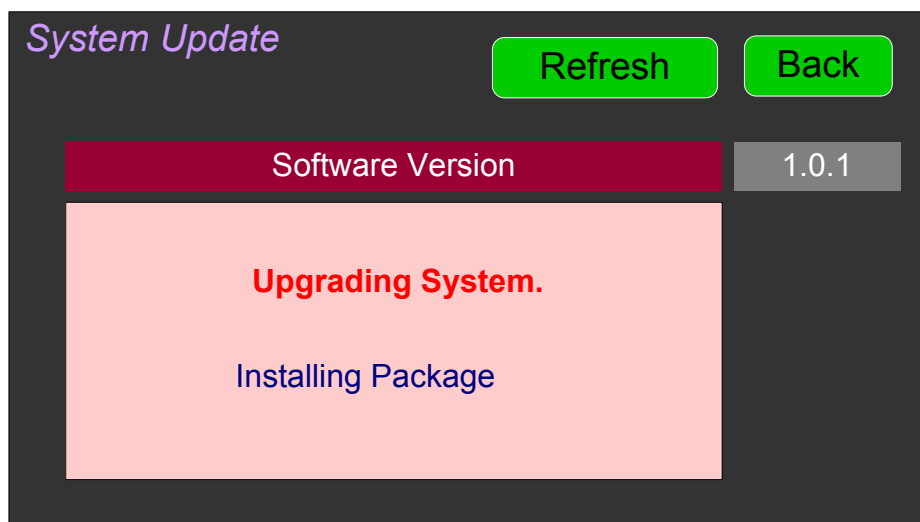 System Update
Refresh
Back
Software Version
1.0.1
Upgrading System.
Installing Package